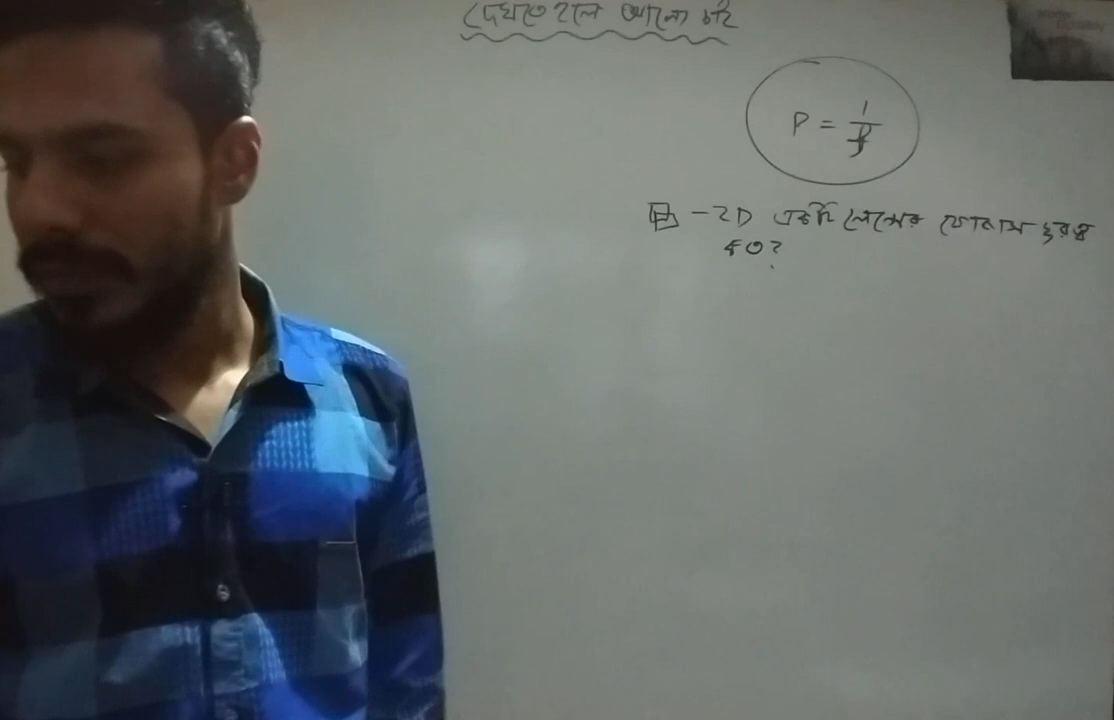 দেখতে হলে আলো চাই
P = 1/f
-2D একটি লেন্সের ফোকাস দূরত্ব
কত?